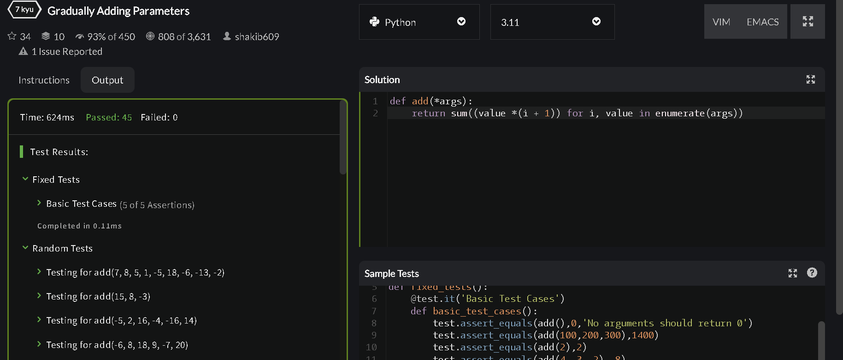 7 kyu
Gradually Adding Parameters
34 10 93% of 450 808 of 3,631 shakib609
1 Issue Reported
Python
3.11
VIM EMACS
Instructions Output
Time: 624ms Passed: 45 Failed: 0
Test Results:
Fixed Tests
Basic Test Cases (5 of 5 Assertions)
Completed in 0.11ms
Random Tests
Testing for add(7, 8, 5, 1, -5, 18, -6, -13, -2)
Testing for add(15, 8, -3)
Testing for add(-5, 2, 16, -4, -16, 14)
Testing for add(-6, 8, 18, 9, -7, 20)
Solution
1 def add(*args):
2 return sum((value *(i + 1)) for i, value in enumerate(args))
Sample Tests
5 def fixed_tests():
6 @test.it('Basic Test Cases')
7 def basic_test_cases():
8 test.assert_equals(add(),0,'No arguments should return 0')
9 test.assert_equals(add(100,200,300),1400)
10 test.assert_equals(add(2),2)
11 test.assert_equals(add(4,